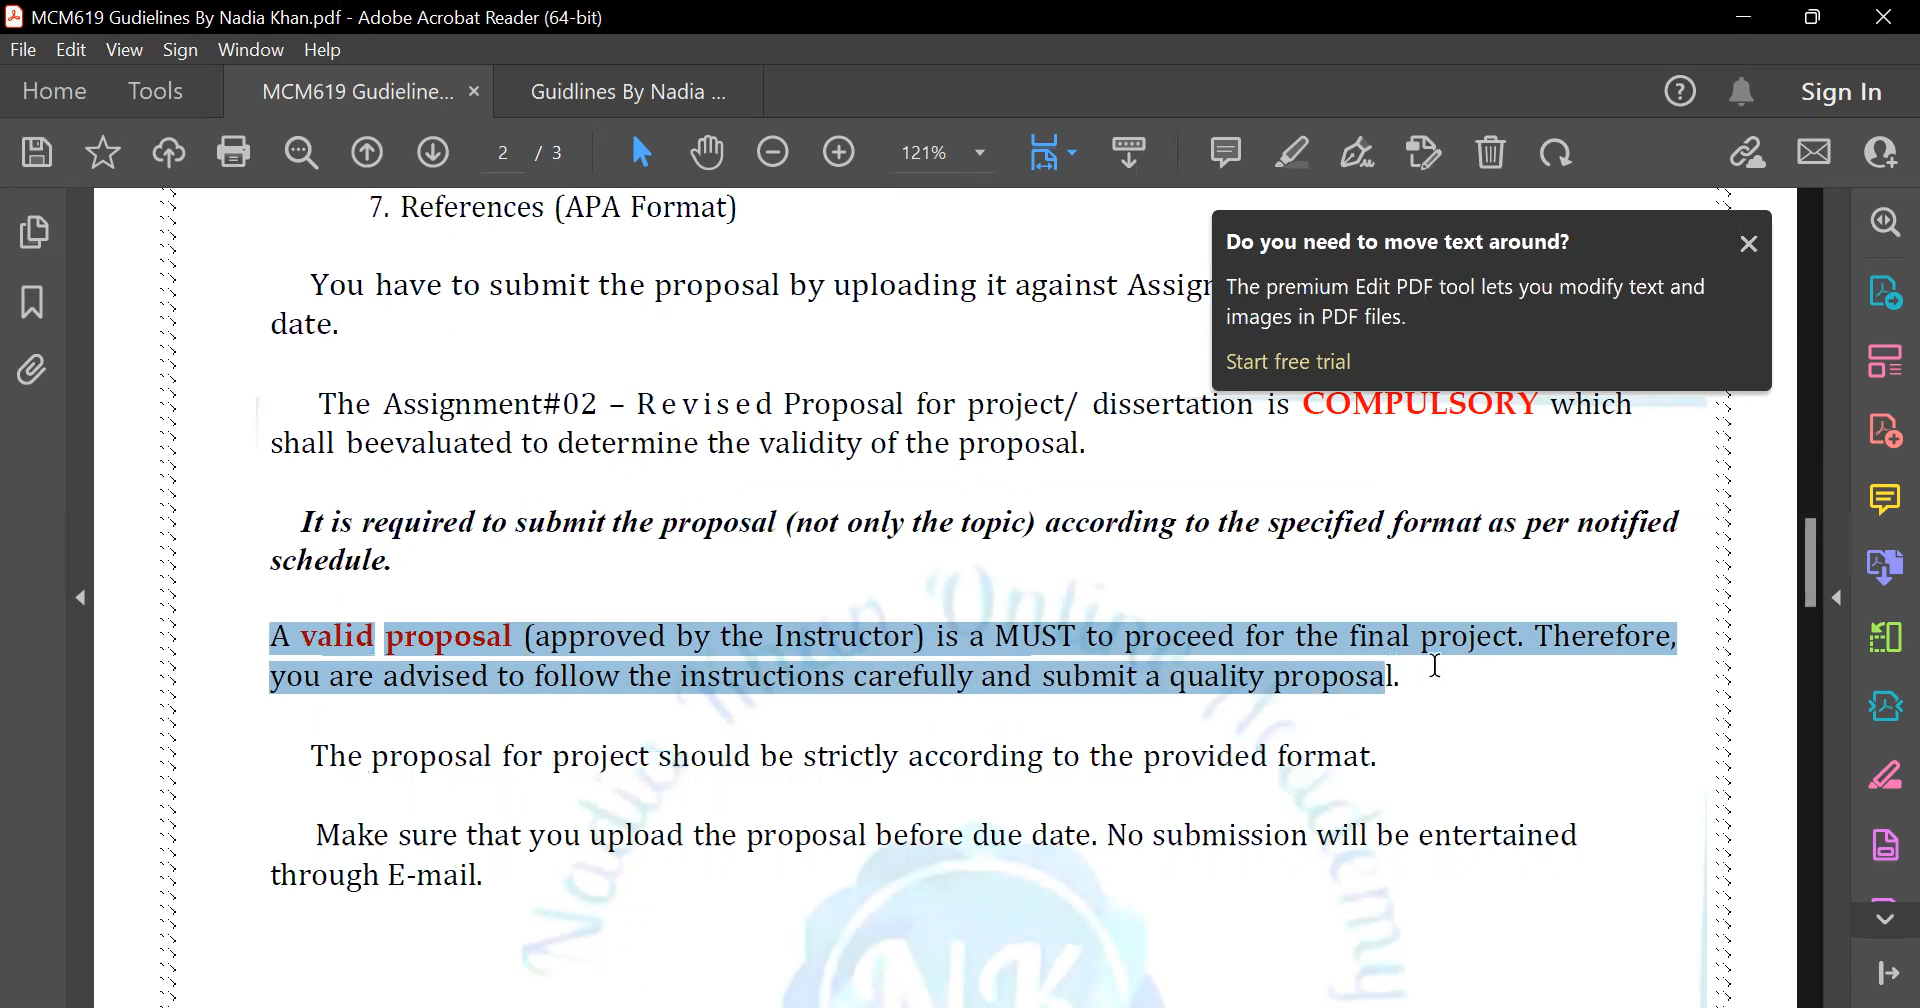 MCM619 Gudielines By Nadia Khan.pdf - Adobe Acrobat Reader (64-bit)
File Edit View Sign Window Help
Home Tools MCM619 Gudieline... × Guidlines By Nadia ... Sign In
2 / 3 121%
7. References (APA Format)
Do you need to move text around?
The premium Edit PDF tool lets you modify text and
images in PDF files.
Start free trial
You have to submit the proposal by uploading it against
date.
The Assignment#02 – Revised Proposal for project/ dissertation is COMPULSORY which
shall beevaluated to determine the validity of the proposal.
It is required to submit the proposal (not only the topic) according to the specified format as per notified
schedule.
A valid proposal (approved by the Instructor) is a MUST to proceed for the final project. Therefore,
you are advised to follow the instructions carefully and submit a quality proposal.
The proposal for project should be strictly according to the provided format.
Make sure that you upload the proposal before due date. No submission will be entertained
through E-mail.
Nadia Khan Online Academy
NK